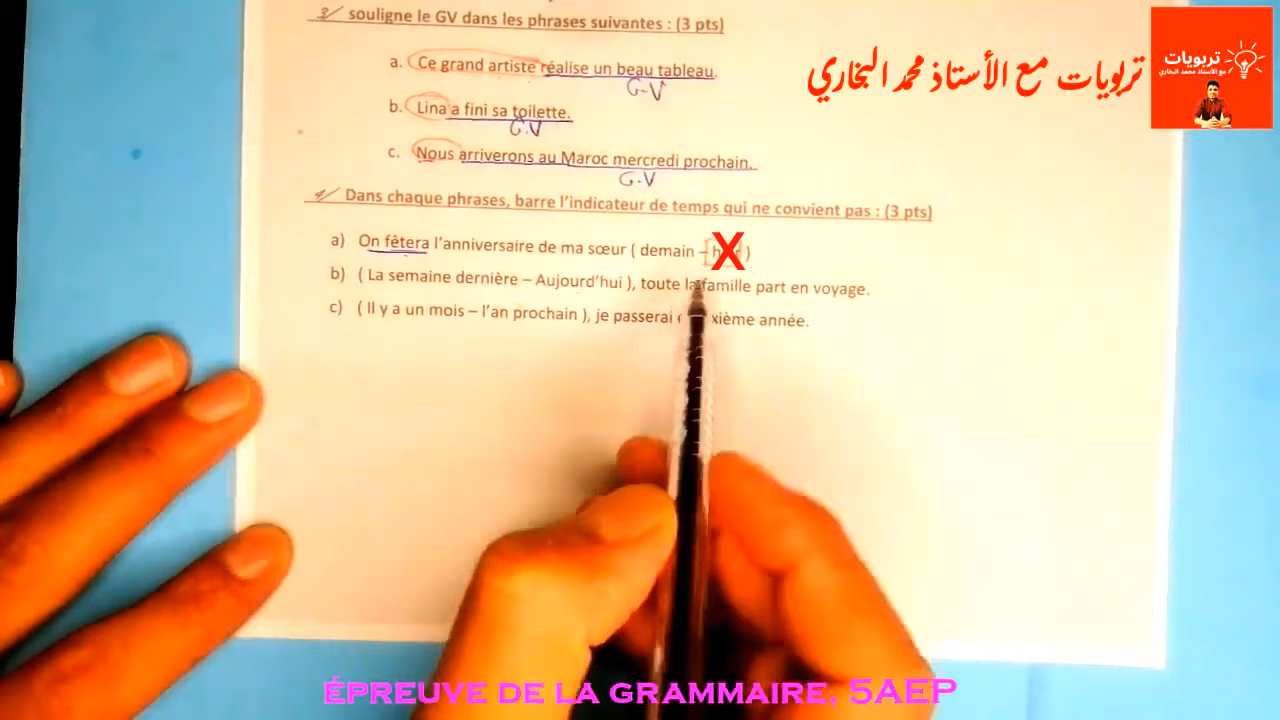 3/ souligne le GV dans les phrases suivantes : (3 pts)
a. Ce grand artiste réalise un beau tableau.
G.V
b. Lina a fini sa toilette.
G.V
c. Nous arriverons au Maroc mercredi prochain.
G.V
4/ Dans chaque phrases, barre l'indicateur de temps qui ne convient pas : (3 pts)
a) On fêtera l'anniversaire de ma sœur ( demain – X )
b) ( La semaine dernière – Aujourd'hui ), toute la famille part en voyage.
c) ( Il y a un mois – l'an prochain ), je passerai année.
تربويات مع الأستاذ محمد البخاري
تربويات
مع الأستاذ محمد البخاري
ÉPREUVE DE LA GRAMMAIRE, 5AEP